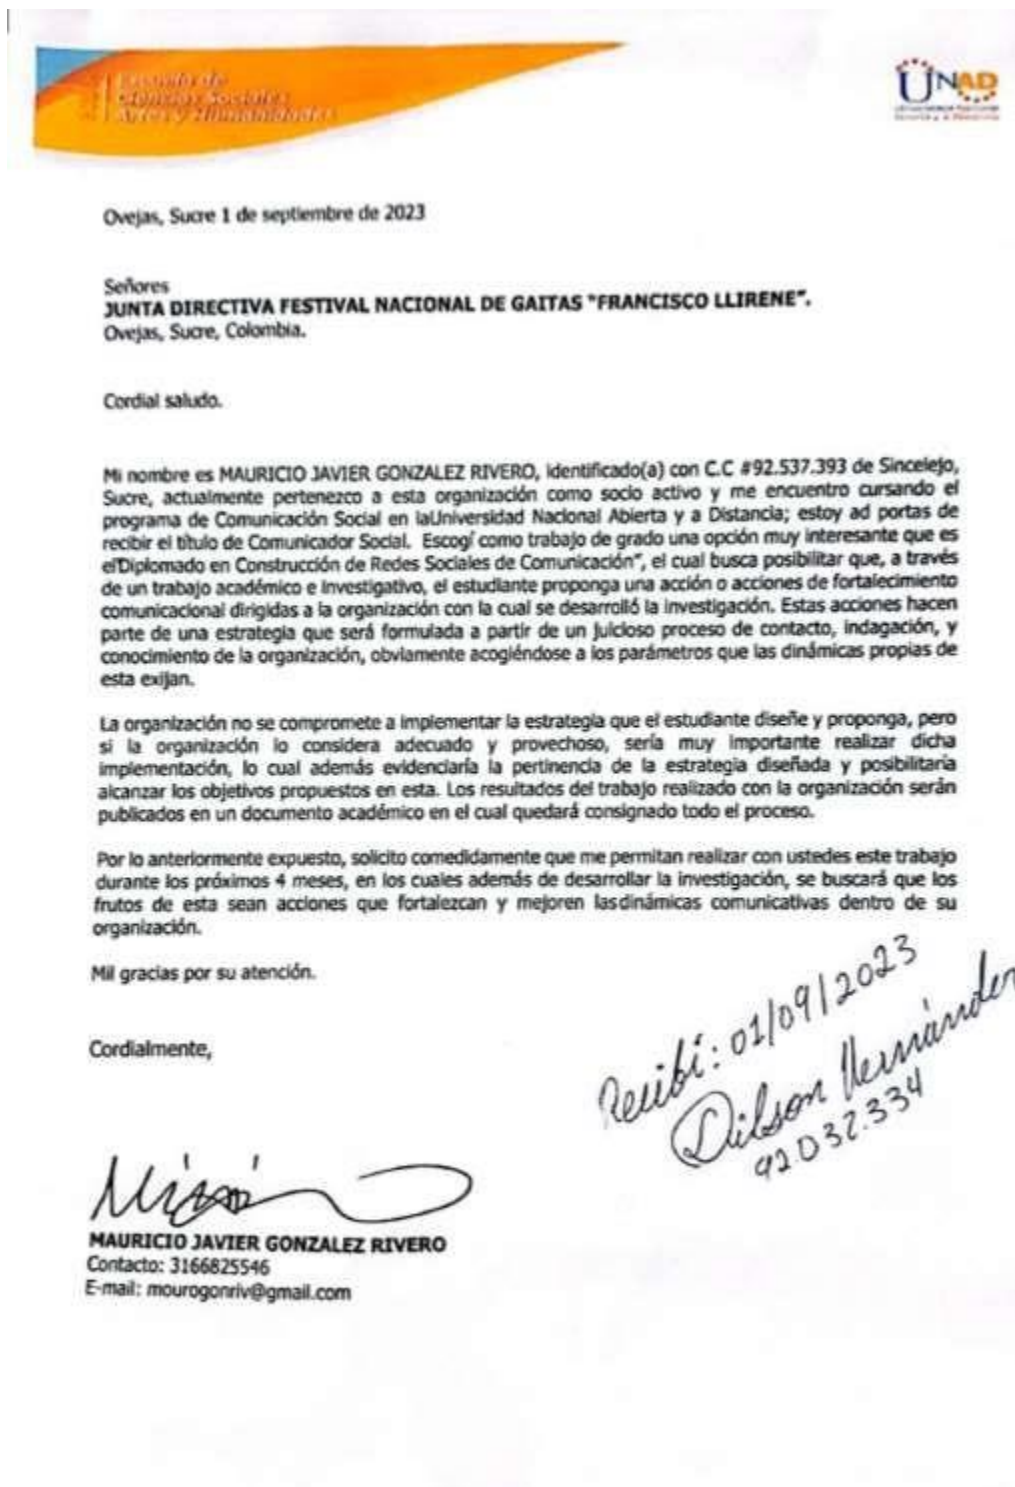 Escuela de
Ciencias Sociales
Artes y Humanidades
UNAD
Ovejas, Sucre 1 de septiembre de 2023
Señores
JUNTA DIRECTIVA FESTIVAL NACIONAL DE GAITAS "FRANCISCO LLIRENE".
Ovejas, Sucre, Colombia.
Cordial saludo.
Mi nombre es MAURICIO JAVIER GONZALEZ RIVERO, identificado(a) con C.C #92.537.393 de Sincelejo,
Sucre, actualmente pertenezco a esta organización como socio activo y me encuentro cursando el
programa de Comunicación Social en laUniversidad Nacional Abierta y a Distancia; estoy ad portas de
recibir el título de Comunicador Social. Escogí como trabajo de grado una opción muy interesante que es
el"Diplomado en Construcción de Redes Sociales de Comunicación", el cual busca posibilitar que, a través
de un trabajo académico e investigativo, el estudiante proponga una acción o acciones de fortalecimiento
comunicacional dirigidas a la organización con la cual se desarrolló la investigación. Estas acciones hacen
parte de una estrategia que será formulada a partir de un juicioso proceso de contacto, indagación, y
conocimiento de la organización, obviamente acogiéndose a los parámetros que las dinámicas propias de
esta exijan.
La organización no se compromete a implementar la estrategia que el estudiante diseñe y proponga, pero
si la organización lo considera adecuado y provechoso, sería muy importante realizar dicha
implementación, lo cual además evidenciaría la pertinencia de la estrategia diseñada y posibilitaría
alcanzar los objetivos propuestos en esta. Los resultados del trabajo realizado con la organización serán
publicados en un documento académico en el cual quedará consignado todo el proceso.
Por lo anteriormente expuesto, solicito comedidamente que me permitan realizar con ustedes este trabajo
durante los próximos 4 meses, en los cuales además de desarrollar la investigación, se buscará que los
frutos de esta sean acciones que fortalezcan y mejoren lasdinámicas comunicativas dentro de su
organización.
Mil gracias por su atención.
Cordialmente,
Recibí: 01/09/2023
Dilson Hernández
92.032.334
MAURICIO JAVIER GONZALEZ RIVERO
Contacto: 3166825546
E-mail: mourogonriv@gmail.com